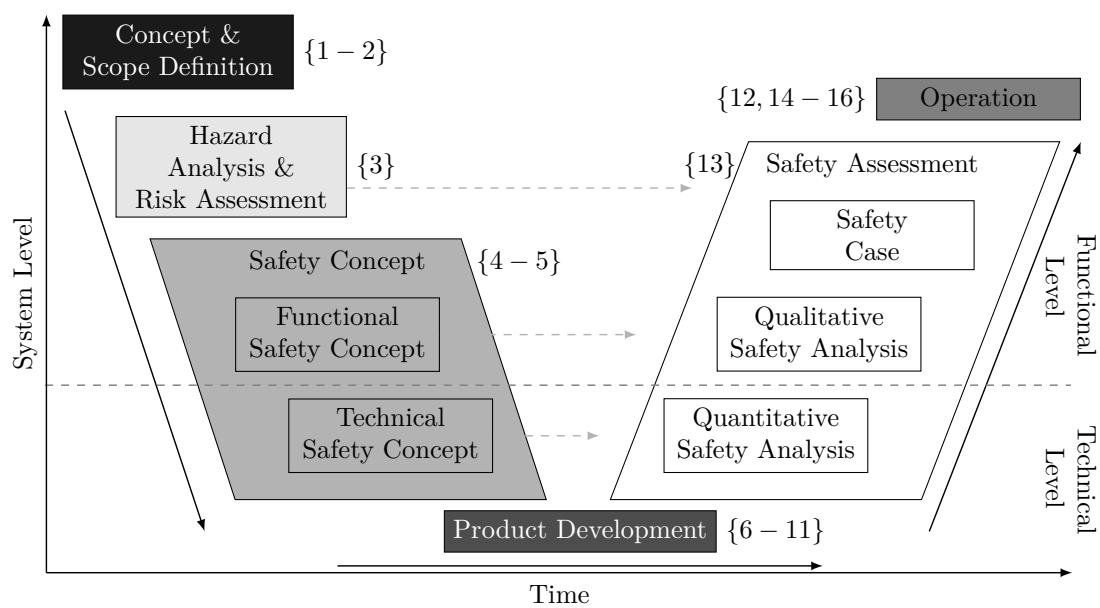 Concept &
Scope Definition
{1 − 2}
{12, 14 − 16}
Operation
Hazard
Analysis &
Risk Assessment
{3}
{13}
Safety Assessment
Safety
Case
Safety Concept
{4 − 5}
Functional
Safety Concept
Qualitative
Safety Analysis
Technical
Safety Concept
Quantitative
Safety Analysis
Product Development
{6 − 11}
System Level
Functional
Level
Technical
Level
Time